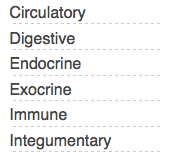 Circulatory
Digestive
Endocrine
Exocrine
Immune
Integumentary